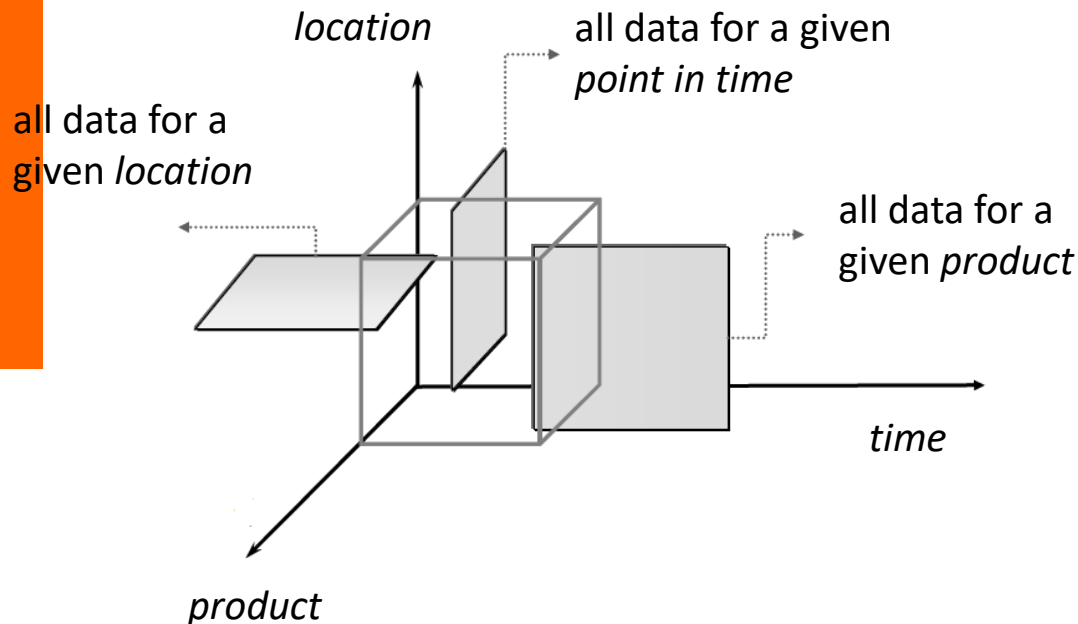 location
all data for a given
point in time
all data for a
given location
all data for a
given product
time
product